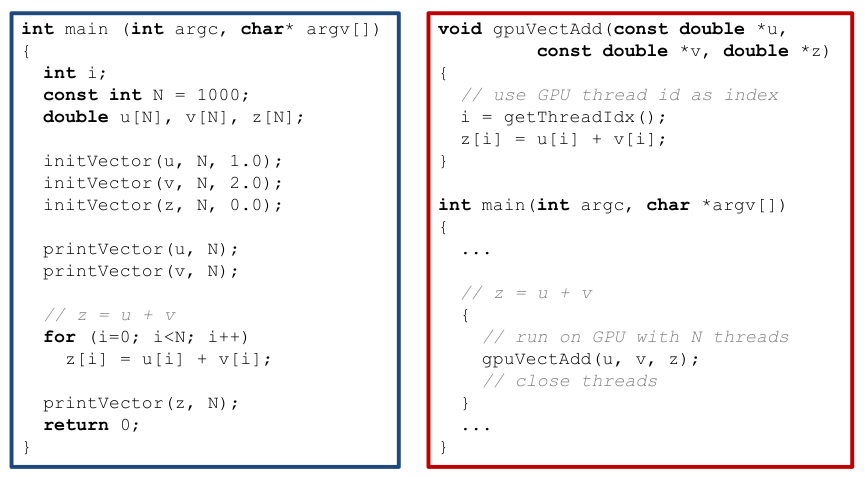 int main (int argc, char* argv[])
{
  int i;
  const int N = 1000;
  double u[N], v[N], z[N];

  initVector(u, N, 1.0);
  initVector(v, N, 2.0);
  initVector(z, N, 0.0);

  printVector(u, N);
  printVector(v, N);

  // z = u + v
  for (i=0; i<N; i++)
    z[i] = u[i] + v[i];

  printVector(z, N);
  return 0;
}
void gpuVectAdd(const double *u,
         const double *v, double *z)
{
  // use GPU thread id as index
  i = getThreadIdx();
  z[i] = u[i] + v[i];
}

int main(int argc, char *argv[])
{
  ...

  // z = u + v
  {
    // run on GPU with N threads
    gpuVectAdd(u, v, z);
    // close threads
  }
  ...
}